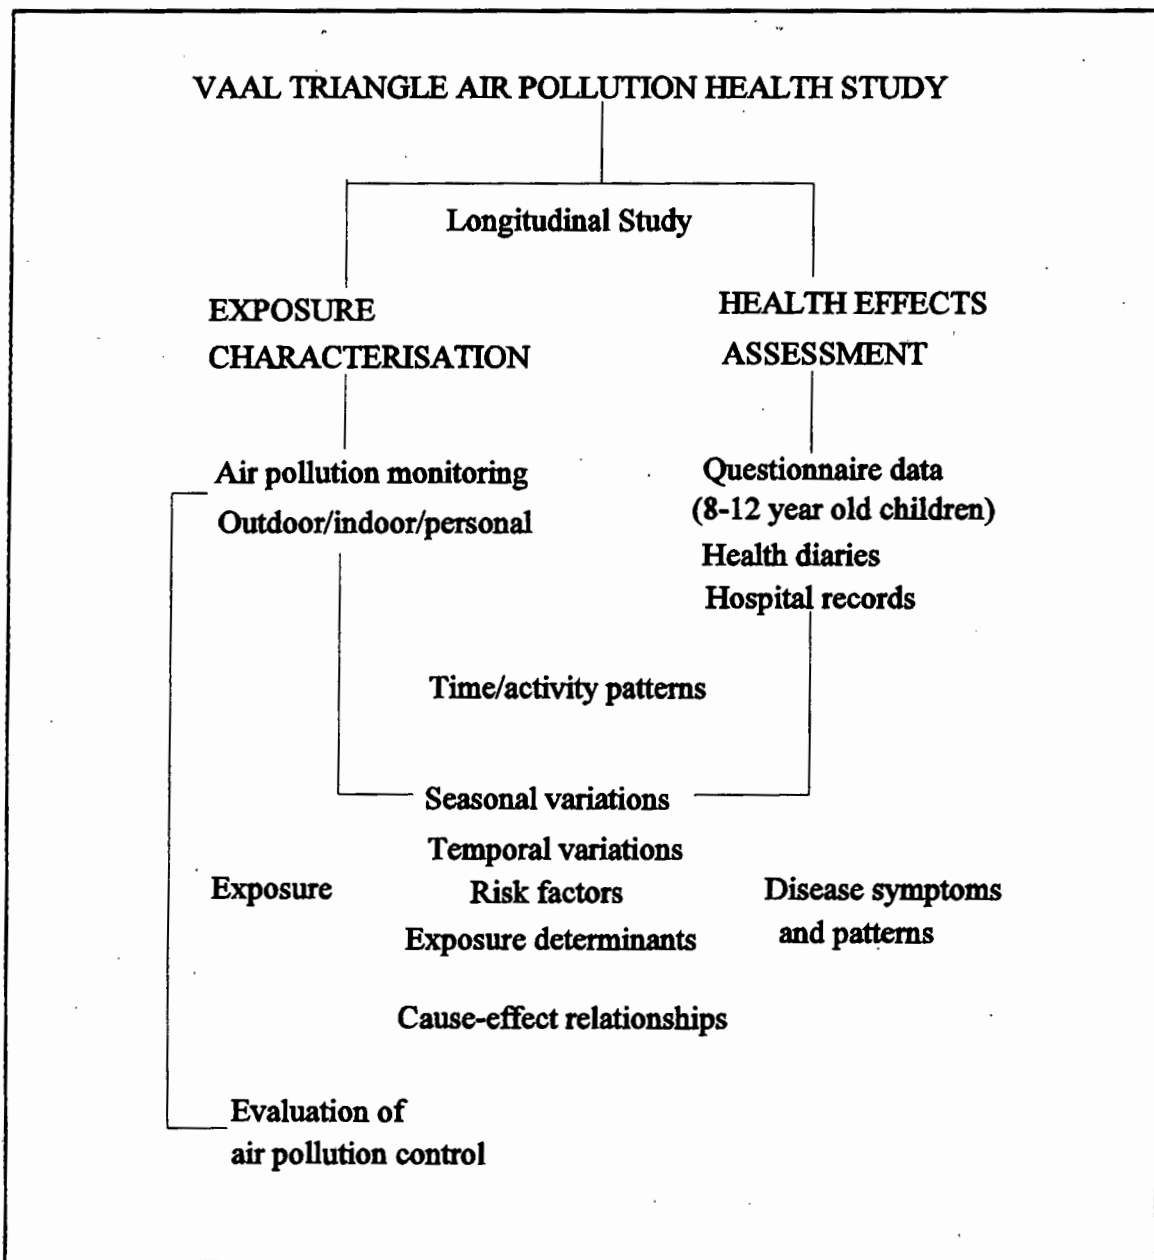 VAAL TRIANGLE AIR POLLUTION HEALTH STUDY
Longitudinal Study
EXPOSURE
CHARACTERISATION
HEALTH EFFECTS
ASSESSMENT
Air pollution monitoring
Outdoor/indoor/personal
Questionnaire data
(8-12 year old children)
Health diaries
Hospital records
Time/activity patterns
Seasonal variations
Temporal variations
Exposure
Risk factors
Exposure determinants
Disease symptoms
and patterns
Cause-effect relationships
Evaluation of
air pollution control